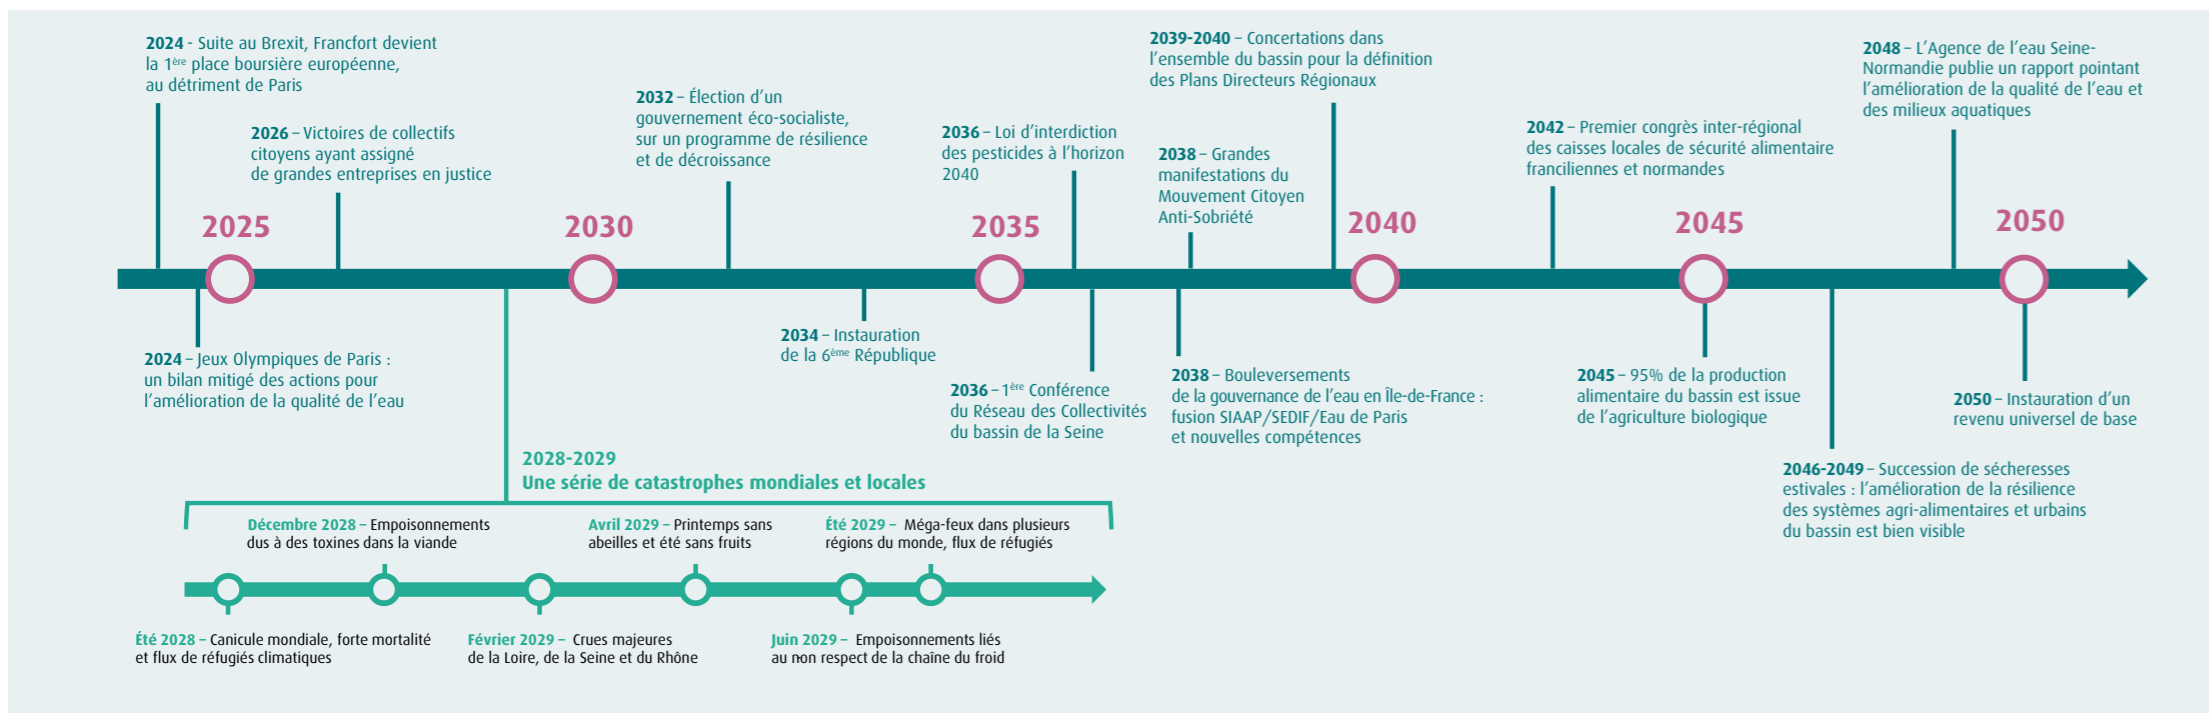 2024 - Suite au Brexit, Francfort devient
la 1ère place boursière européenne,
au détriment de Paris
2026 – Victoires de collectifs
citoyens ayant assigné
de grandes entreprises en justice
2032 – Élection d'un
gouvernement éco-socialiste,
sur un programme de résilience
et de décroissance
2036 – Loi d'interdiction
des pesticides à l'horizon
2040
2038 – Grandes
manifestations du
Mouvement Citoyen
Anti-Sobriété
2039-2040 – Concertations dans
l'ensemble du bassin pour la définition
des Plans Directeurs Régionaux
2042 – Premier congrès inter-régional
des caisses locales de sécurité alimentaire
franciliennes et normandes
2048 – L'Agence de l'eau Seine-
Normandie publie un rapport pointant
l'amélioration de la qualité de l'eau et
des milieux aquatiques
2025
2030
2035
2040
2045
2050
2024 – Jeux Olympiques de Paris :
un bilan mitigé des actions pour
l'amélioration de la qualité de l'eau
2034 – Instauration
de la 6ème République
2036 – 1ère Conférence
du Réseau des Collectivités
du bassin de la Seine
2038 – Bouleversements
de la gouvernance de l'eau en Île-de-France :
fusion SIAAP/SEDIF/Eau de Paris
et nouvelles compétences
2045 – 95% de la production
alimentaire du bassin est issue
de l'agriculture biologique
2046-2049 – Succession de sécheresses
estivales : l'amélioration de la résilience
des systèmes agri-alimentaires et urbains
du bassin est bien visible
2050 – Instauration d'un
revenu universel de base
2028-2029
Une série de catastrophes mondiales et locales
Décembre 2028 – Empoisonnements
dus à des toxines dans la viande
Avril 2029 – Printemps sans
abeilles et été sans fruits
Été 2029 – Méga-feux dans plusieurs
régions du monde, flux de réfugiés
Été 2028 – Canicule mondiale, forte mortalité
et flux de réfugiés climatiques
Février 2029 – Crues majeures
de la Loire, de la Seine et du Rhône
Juin 2029 – Empoisonnements liés
au non respect de la chaîne du froid